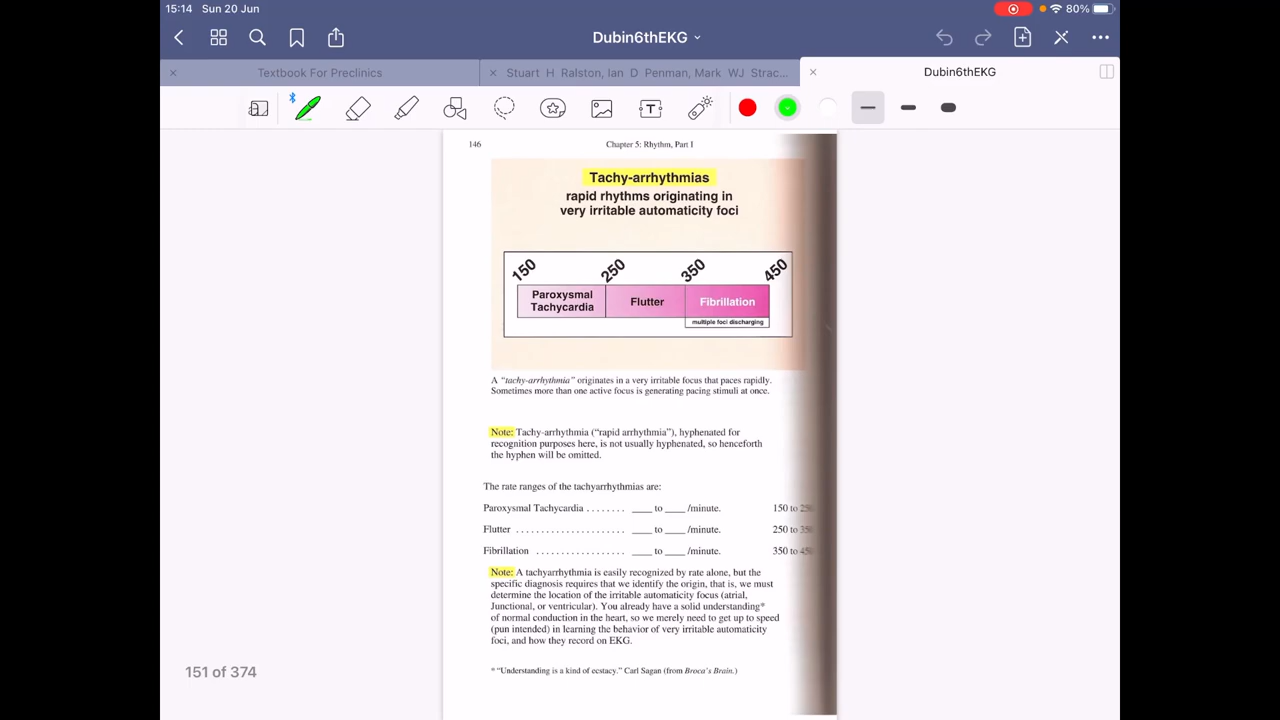 15:14 Sun 20 Jun
80%
Dubin6thEKG
Textbook For Preclinics
Stuart H Ralston, Ian D Penman, Mark WJ Strac...
Dubin6thEKG
146
Chapter 5: Rhythm, Part I
Tachy-arrhythmias
rapid rhythms originating in
very irritable automaticity foci
150 250 350 450
Paroxysmal
Tachycardia
Flutter
Fibrillation
multiple foci discharging
A "tachy-arrhythmia" originates in a very irritable focus that paces rapidly.
Sometimes more than one active focus is generating pacing stimuli at once.
Note: Tachy-arrhythmia ("rapid arrhythmia"), hyphenated for
recognition purposes here, is not usually hyphenated, so henceforth
the hyphen will be omitted.
The rate ranges of the tachyarrhythmias are:
Paroxysmal Tachycardia ........ ____ to ____ /minute. 150 to 250
Flutter ...................... ____ to ____ /minute. 250 to 350
Fibrillation .................. ____ to ____ /minute. 350 to 450
Note: A tachyarrhythmia is easily recognized by rate alone, but the
specific diagnosis requires that we identify the origin, that is, we must
determine the location of the irritable automaticity focus (atrial,
Junctional, or ventricular). You already have a solid understanding*
of normal conduction in the heart, so we merely need to get up to speed
(pun intended) in learning the behavior of very irritable automaticity
foci, and how they record on EKG.
* "Understanding is a kind of ecstacy." Carl Sagan (from Broca's Brain.)
151 of 374